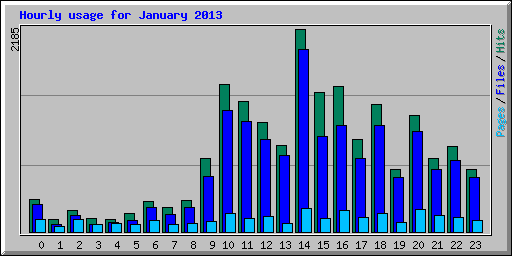 Hourly usage for January 2013
2185
Pages / Files / Hits
0 1 2 3 4 5 6 7 8 9 10 11 12 13 14 15 16 17 18 19 20 21 22 23